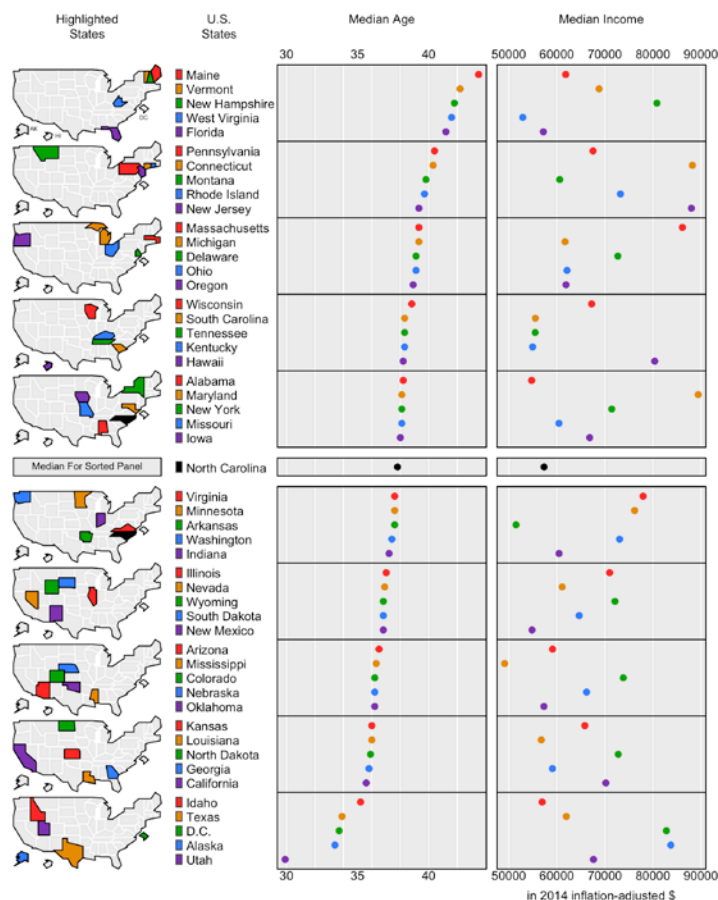 Highlighted States
U.S. States
Median Age
Median Income
30 40 50000 60000 70000 80000 90000
Maine
Vermont
New Hampshire
West Virginia
Florida
AK
HI
DC
Pennsylvania
Connecticut
Montana
Rhode Island
New Jersey
Massachusetts
Michigan
Delaware
Ohio
Oregon
Wisconsin
South Carolina
Tennessee
Kentucky
Hawaii
Alabama
Maryland
New York
Missouri
Iowa
Median For Sorted Panel
North Carolina
Virginia
Minnesota
Arkansas
Washington
Indiana
Illinois
Nevada
Wyoming
South Dakota
New Mexico
Arizona
Mississippi
Colorado
Nebraska
Oklahoma
Kansas
Louisiana
North Dakota
Georgia
California
Idaho
Texas
D.C.
Alaska
Utah
30 40 50000 60000 70000 80000 90000
in 2014 inflation-adjusted $